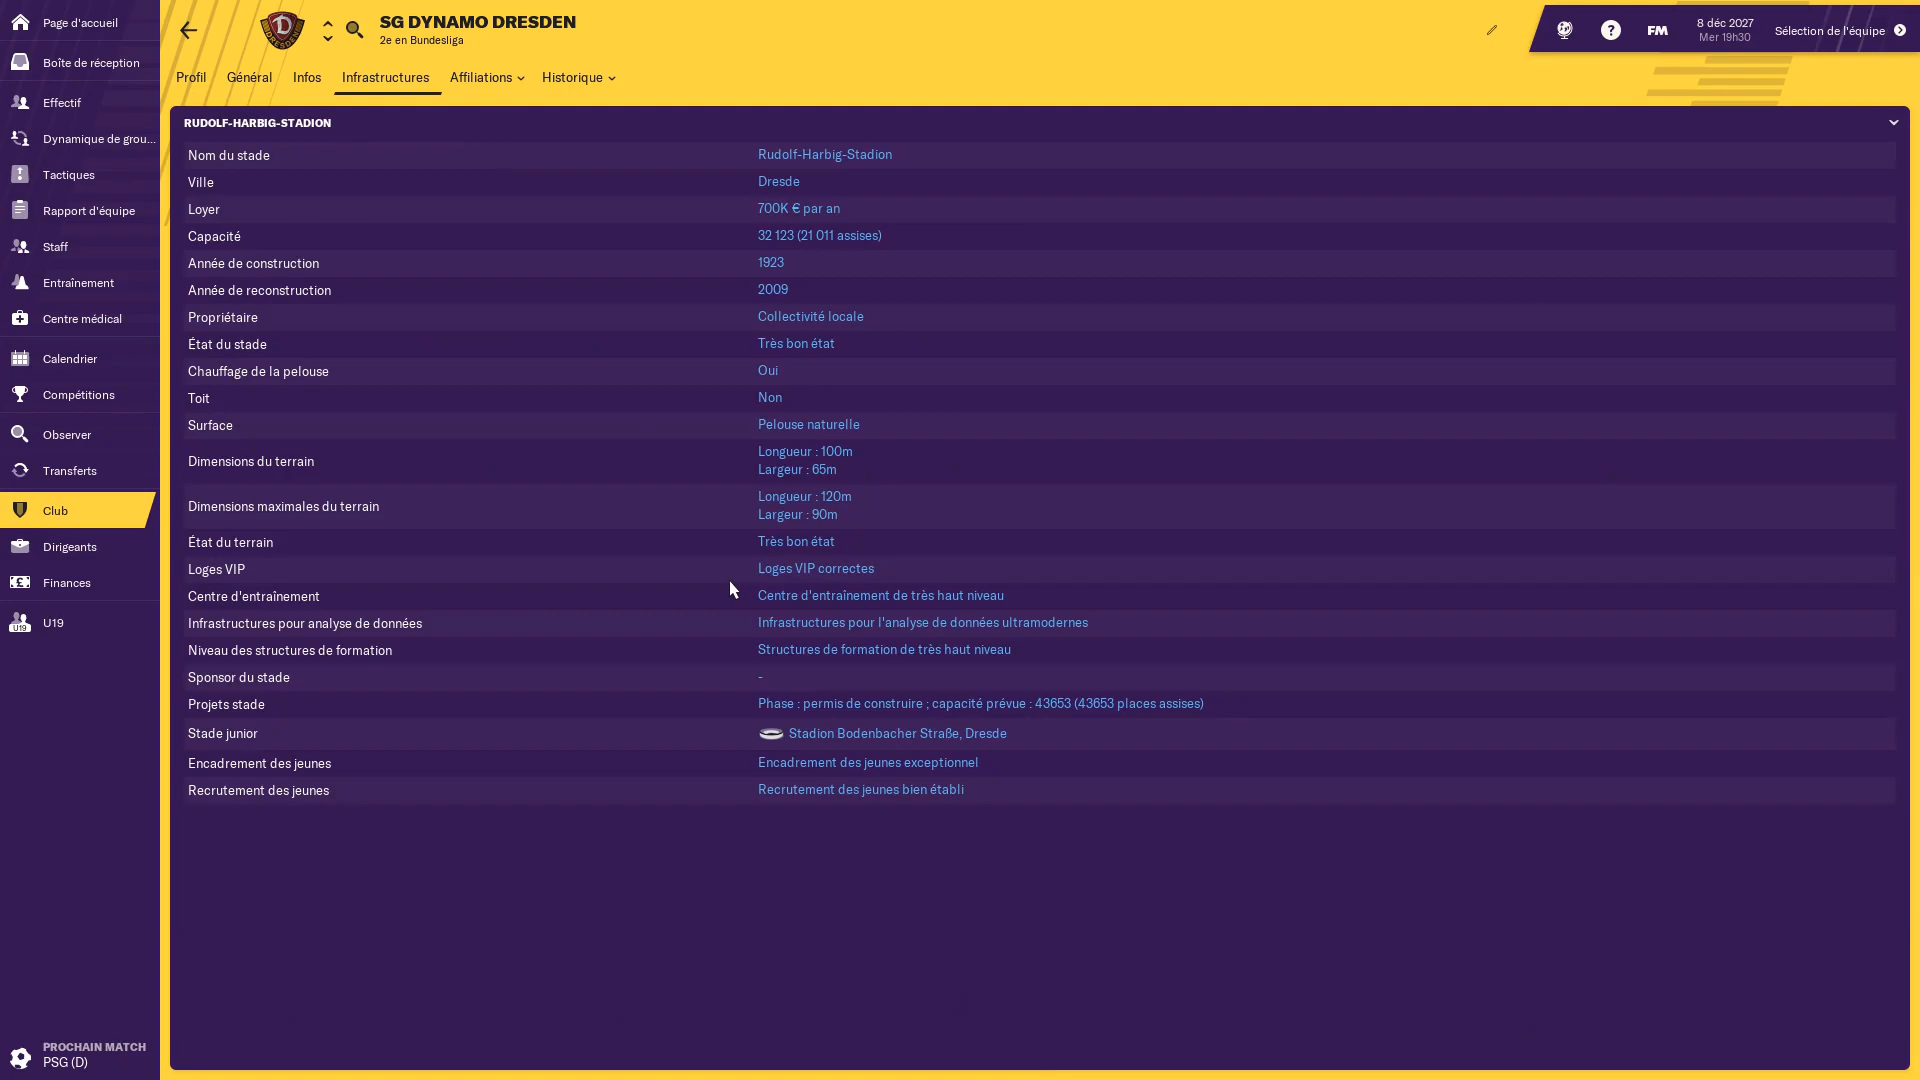 Page d'accueil
Boîte de réception
Effectif
Dynamique de grou...
Tactiques
Rapport d'équipe
Staff
Entraînement
Centre médical
Calendrier
Compétitions
Observer
Transferts
Club
Dirigeants
Finances
U19
U19
PROCHAIN MATCH
PSG (D)
SG DYNAMO DRESDEN
2e en Bundesliga
?
FM
8 déc 2027
Mer 19h30
Sélection de l'équipe
Profil Général Infos Infrastructures Affiliations Historique
RUDOLF-HARBIG-STADION
Nom du stade Rudolf-Harbig-Stadion
Ville Dresde
Loyer 700K € par an
Capacité 32 123 (21 011 assises)
Année de construction 1923
Année de reconstruction 2009
Propriétaire Collectivité locale
État du stade Très bon état
Chauffage de la pelouse Oui
Toit Non
Surface Pelouse naturelle
Dimensions du terrain Longueur : 100m
Largeur : 65m
Dimensions maximales du terrain Longueur : 120m
Largeur : 90m
État du terrain Très bon état
Loges VIP Loges VIP correctes
Centre d'entraînement Centre d'entraînement de très haut niveau
Infrastructures pour analyse de données Infrastructures pour l'analyse de données ultramodernes
Niveau des structures de formation Structures de formation de très haut niveau
Sponsor du stade -
Projets stade Phase : permis de construire ; capacité prévue : 43653 (43653 places assises)
Stade junior Stadion Bodenbacher Straße, Dresde
Encadrement des jeunes Encadrement des jeunes exceptionnel
Recrutement des jeunes Recrutement des jeunes bien établi